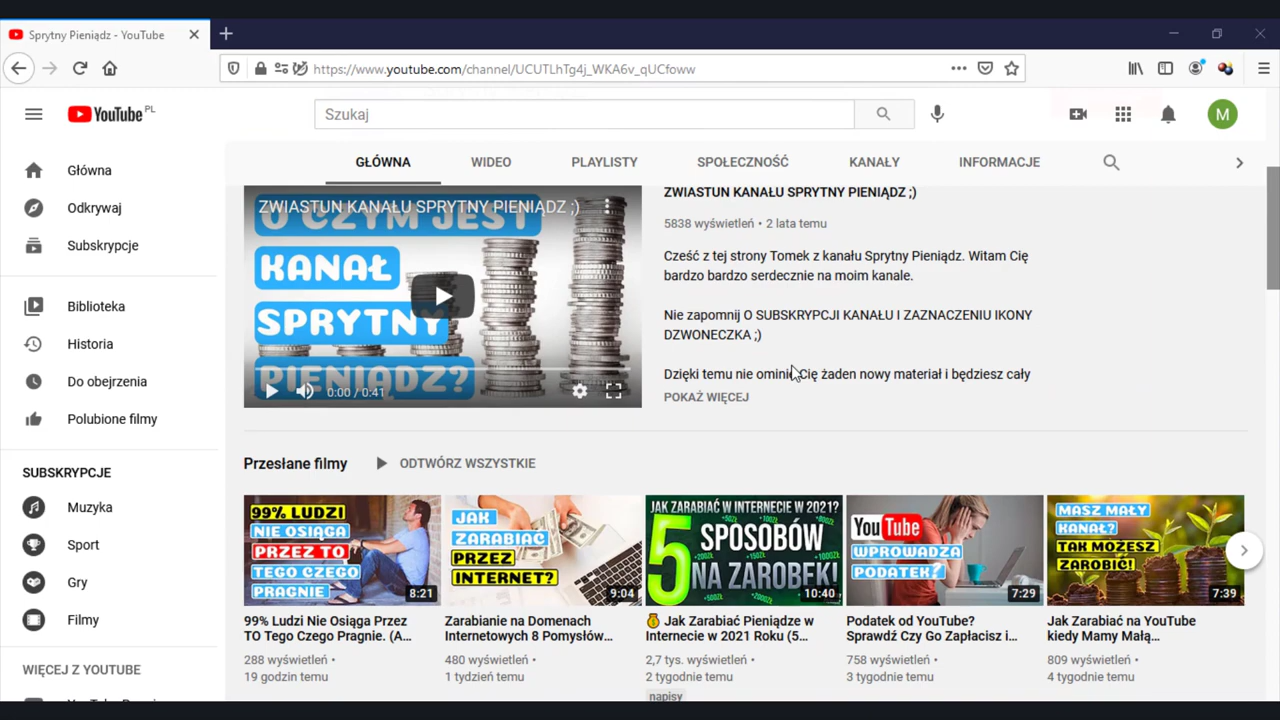 Sprytny Pieniądz - YouTube
https://www.youtube.com/channel/UCUTLhTg4j_WKA6v_qUCfoww
YouTube PL
Szukaj
M
Główna
Odkrywaj
Subskrypcje
Biblioteka
Historia
Do obejrzenia
Polubione filmy
SUBSKRYPCJE
Muzyka
Sport
Gry
Filmy
WIĘCEJ Z YOUTUBE
GŁÓWNA WIDEO PLAYLISTY SPOŁECZNOŚĆ KANAŁY INFORMACJE
ZWIASTUN KANAŁU SPRYTNY PIENIĄDZ ;)
O CZYM JEST
KANAŁ
SPRYTNY
PIENIĄDZ?
0:00 / 0:41
ZWIASTUN KANAŁU SPRYTNY PIENIĄDZ ;)
5838 wyświetleń • 2 lata temu
Cześć z tej strony Tomek z kanału Sprytny Pieniądz. Witam Cię
bardzo bardzo serdecznie na moim kanale.
Nie zapomnij O SUBSKRYPCJI KANAŁU I ZAZNACZENIU IKONY
DZWONECZKA ;)
Dzięki temu nie ominie Cię żaden nowy materiał i będziesz cały
POKAŻ WIĘCEJ
Przesłane filmy ODTWÓRZ WSZYSTKIE
99% LUDZI
NIE OSIĄGA
PRZEZ TO
TEGO CZEGO
PRAGNIE
8:21
99% Ludzi Nie Osiąga Przez
TO Tego Czego Pragnie. (A...
288 wyświetleń •
19 godzin temu
JAK
ZARABIAĆ
PRZEZ
INTERNET?
9:04
Zarabianie na Domenach
Internetowych 8 Pomysłów...
480 wyświetleń •
1 tydzień temu
JAK ZARABIAĆ W INTERNECIE W 2021?
5 SPOSOBÓW
NA ZAROBEK!
10:40
💰 Jak Zarabiać Pieniądze w
Internecie w 2021 Roku (5...
2,7 tys. wyświetleń •
2 tygodnie temu
napisy
YouTube
WPROWADZA
PODATEK?
7:29
Podatek od YouTube?
Sprawdź Czy Go Zapłacisz i...
758 wyświetleń •
3 tygodnie temu
MASZ MAŁY
KANAŁ?
TAK MOŻESZ
ZAROBIĆ!
7:39
Jak Zarabiać na YouTube
kiedy Mamy Małą...
809 wyświetleń •
4 tygodnie temu